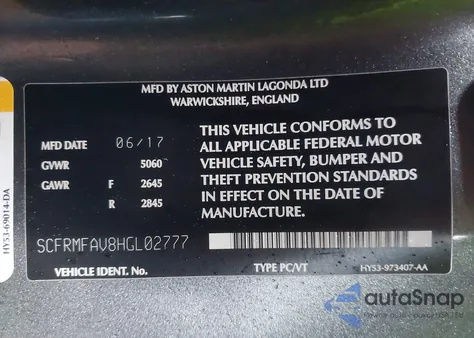 MFD BY ASTON MARTIN LAGONDA LTD
WARWICKSHIRE, ENGLAND
MFD DATE 06/17
GVWR 5060
GAWR F 2645
R 2845
THIS VEHICLE CONFORMS TO
ALL APPLICABLE FEDERAL MOTOR
VEHICLE SAFETY, BUMPER AND
THEFT PREVENTION STANDARDS
IN EFFECT ON THE DATE OF
MANUFACTURE.
SCFRMFAV8HGL02777
VEHICLE IDENT. No.
TYPE PC/VT
HY53-973407-AA
HY53-69014-DA
autaSnap